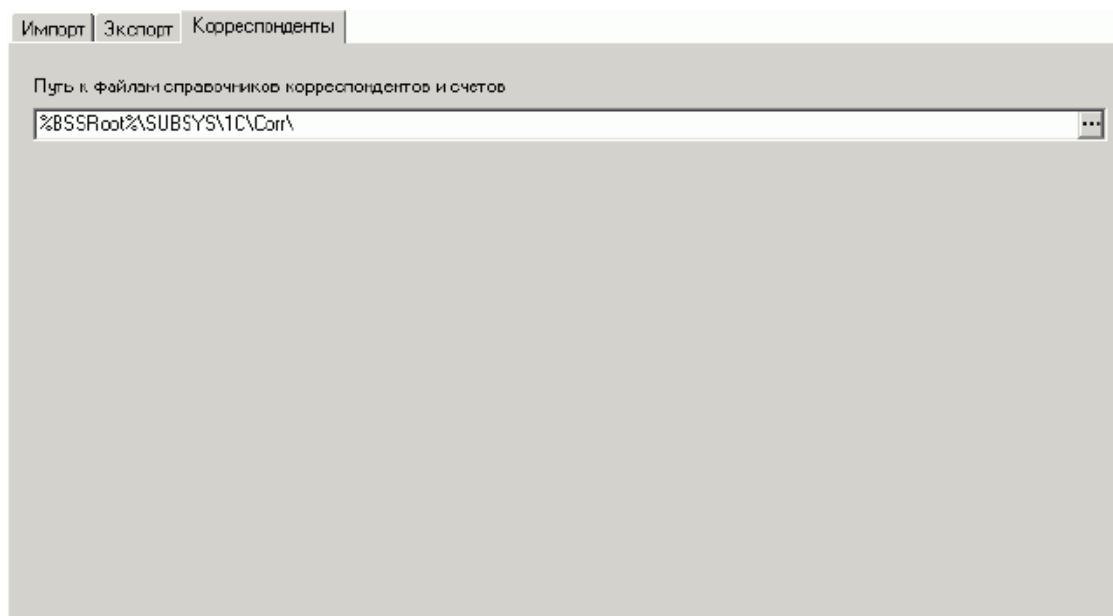 Импорт Экспорт Корреспонденты
Путь к файлам справочников корреспондентов и счетов
%BSSRoot%\SUBSYS\1C\Corr\
...